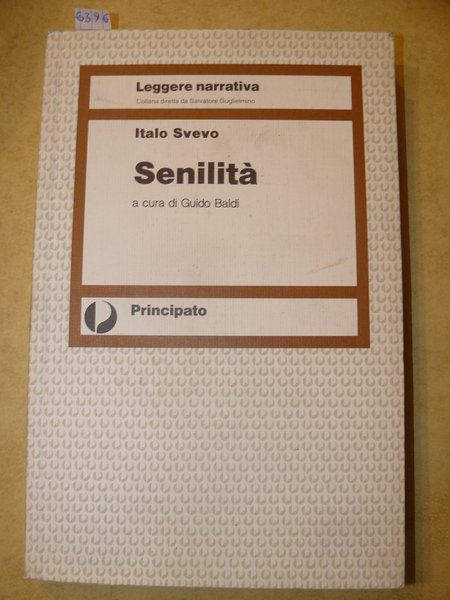 6396
Leggere narrativa
Collana diretta da Salvatore Guglielmino
Italo Svevo
Senilità
a cura di Guido Baldi
Principato